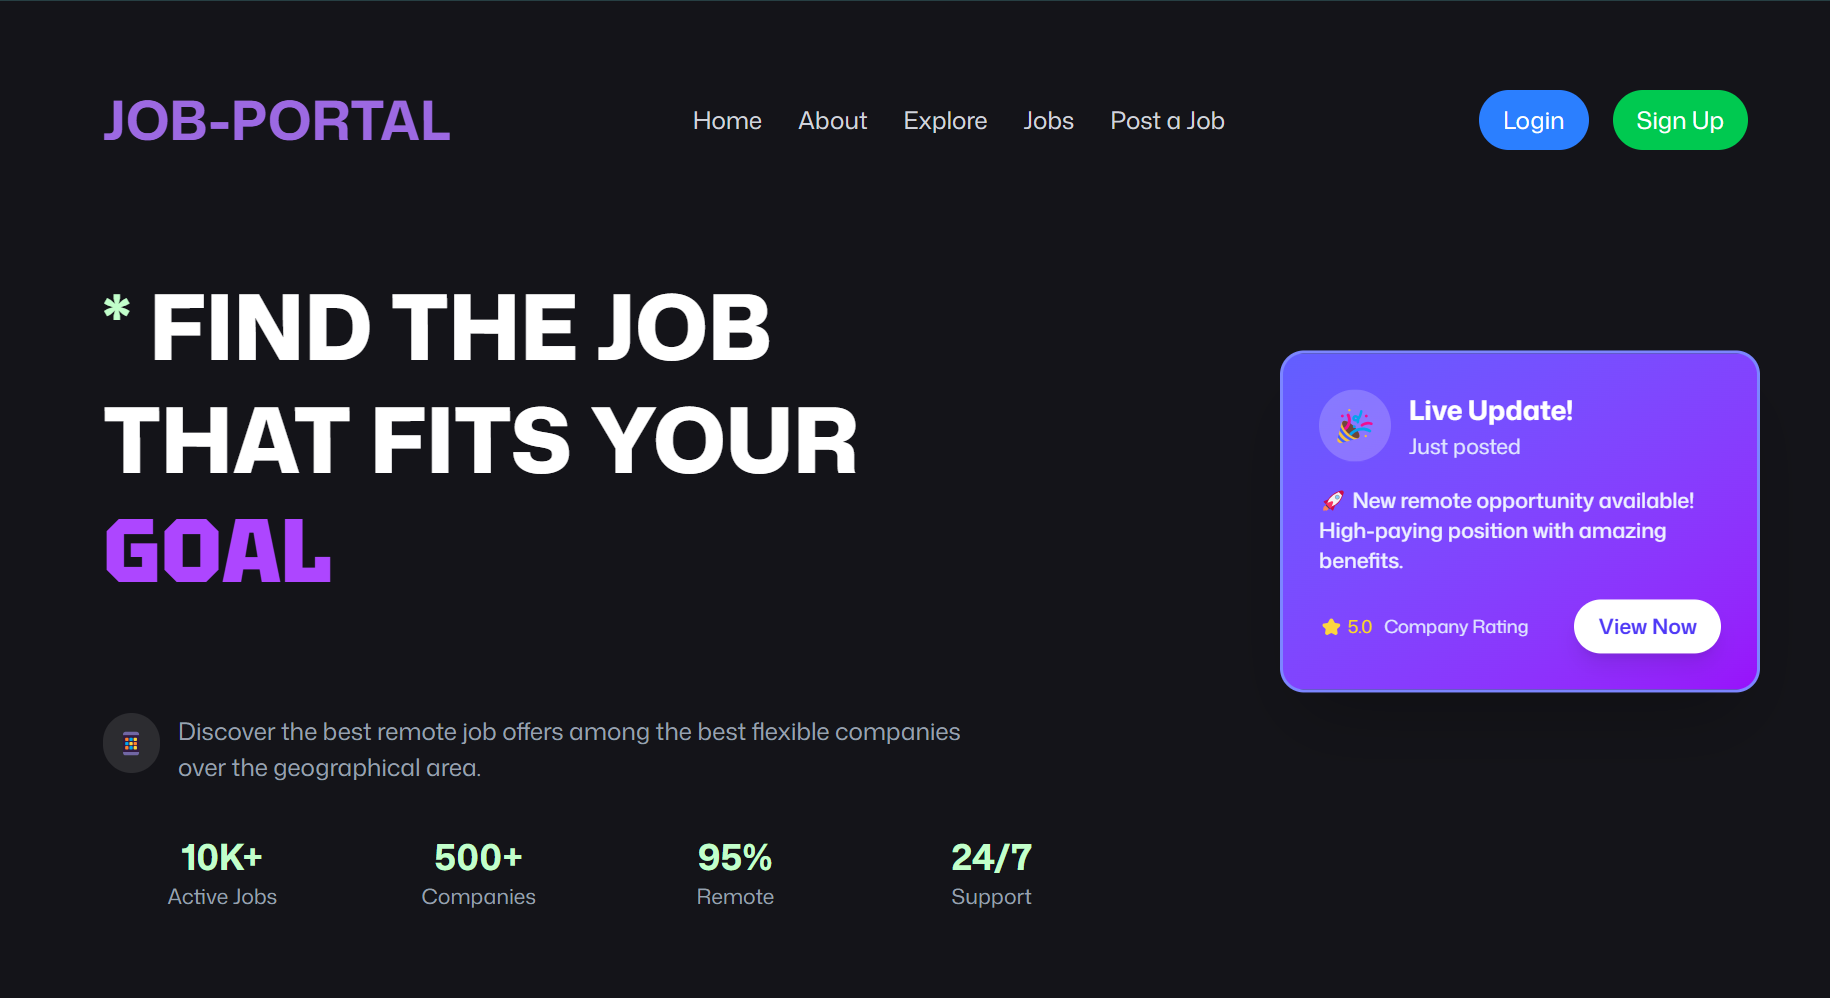 JOB-PORTAL
Home
About
Explore
Jobs
Post a Job
Login
Sign Up
* FIND THE JOB
THAT FITS YOUR
GOAL
Live Update!
Just posted
🚀 New remote opportunity available!
High-paying position with amazing
benefits.
5.0 Company Rating
View Now
Discover the best remote job offers among the best flexible companies
over the geographical area.
10K+
Active Jobs
500+
Companies
95%
Remote
24/7
Support